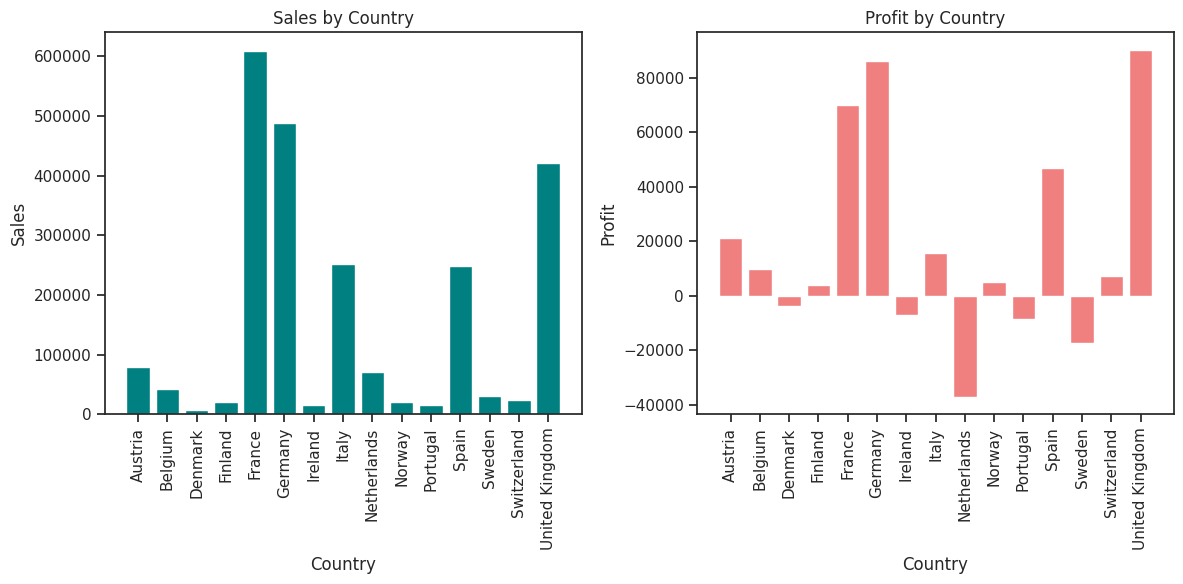 Sales by Country
600000
500000
400000
300000
200000
100000
0
Sales
Austria
Belgium
Denmark
Finland
France
Germany
Ireland
Italy
Netherlands
Norway
Portugal
Spain
Sweden
Switzerland
United Kingdom
Country
Profit by Country
80000
60000
40000
20000
0
−20000
−40000
Profit
Austria
Belgium
Denmark
Finland
France
Germany
Ireland
Italy
Netherlands
Norway
Portugal
Spain
Sweden
Switzerland
United Kingdom
Country